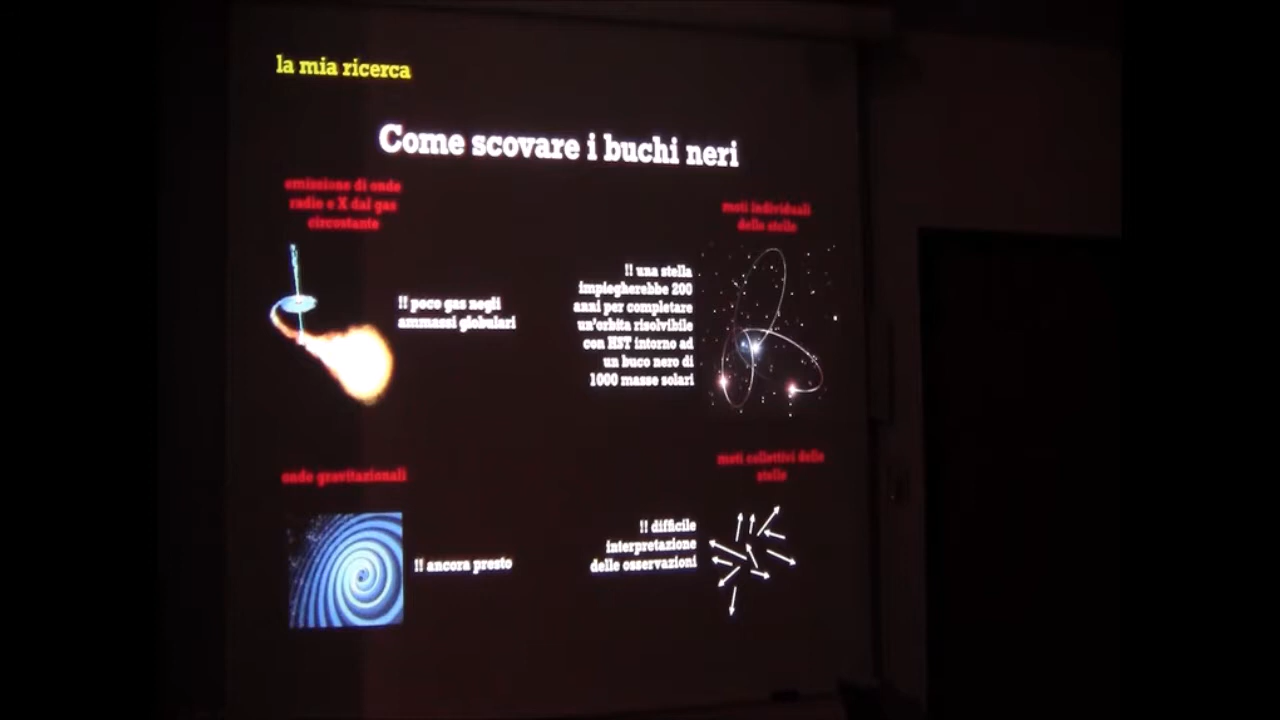 la mia ricerca
Come scovare i buchi neri
emissione di onde
radio e X dal gas
circostante
!! poco gas negli
ammassi globulari
moti individuali
delle stelle
!! una stella
impiegherebbe 200
anni per completare
un'orbita risolvibile
con HST intorno ad
un buco nero di
1000 masse solari
onde gravitazionali
!! ancora presto
moti collettivi delle
stelle
!! difficile
interpretazione
delle osservazioni